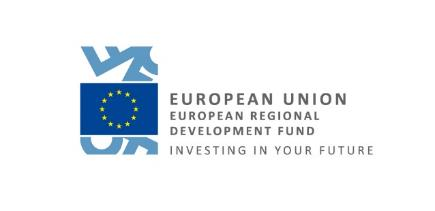 EUROPEAN UNION
EUROPEAN REGIONAL
DEVELOPMENT FUND
INVESTING IN YOUR FUTURE